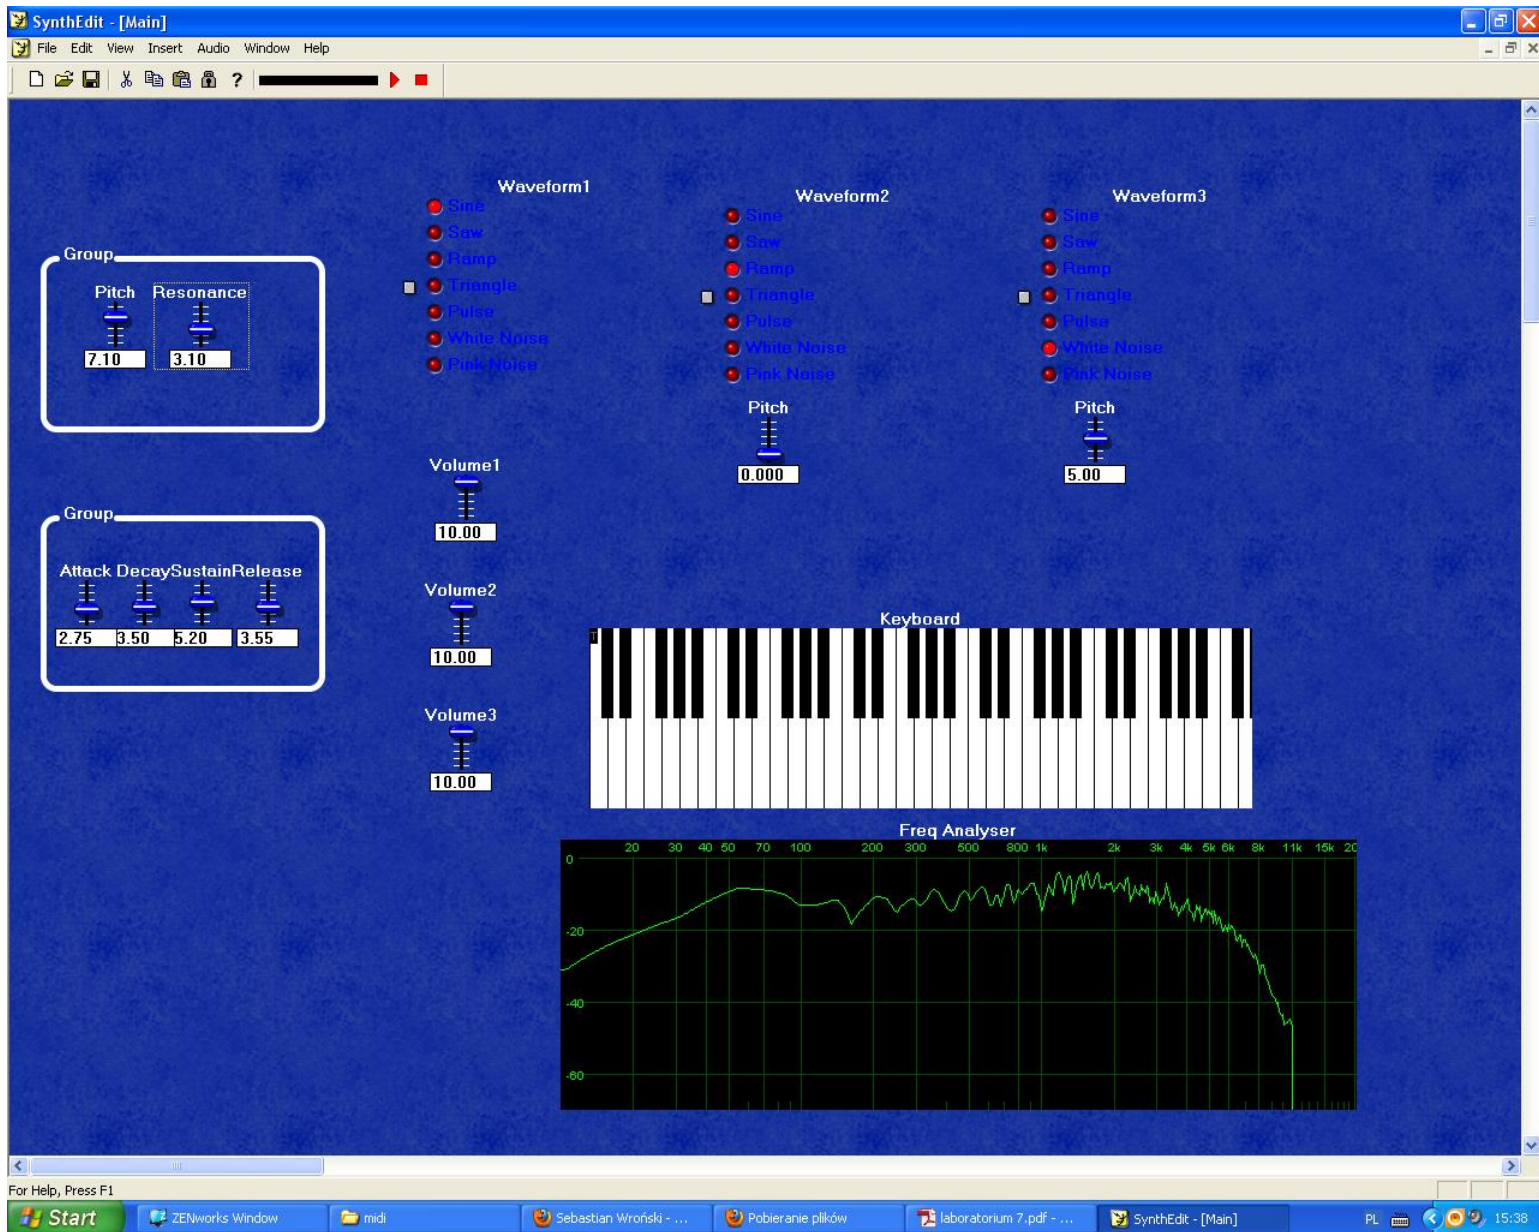 SynthEdit - [Main]
File Edit View Insert Audio Window Help
Waveform1
Sine
Saw
Ramp
Triangle
Pulse
White Noise
Pink Noise
Waveform2
Sine
Saw
Ramp
Triangle
Pulse
White Noise
Pink Noise
Pitch
0.000
Waveform3
Sine
Saw
Ramp
Triangle
Pulse
White Noise
Pink Noise
Pitch
5.00
Group
Pitch Resonance
7.10 3.10
Group
Attack Decay Sustain Release
2.75 3.50 5.20 3.55
Volume1
10.00
Volume2
10.00
Volume3
10.00
Keyboard
T
Freq Analyser
20 30 40 50 70 100 200 300 500 800 1k 2k 3k 4k 5k 6k 8k 11k 15k 20
0
-20
-40
-60
For Help, Press F1
Start ZENworks Window midi Sebastian Wroński - ... Pobieranie plików laboratorium 7.pdf - ... SynthEdit - [Main] PL 15:38